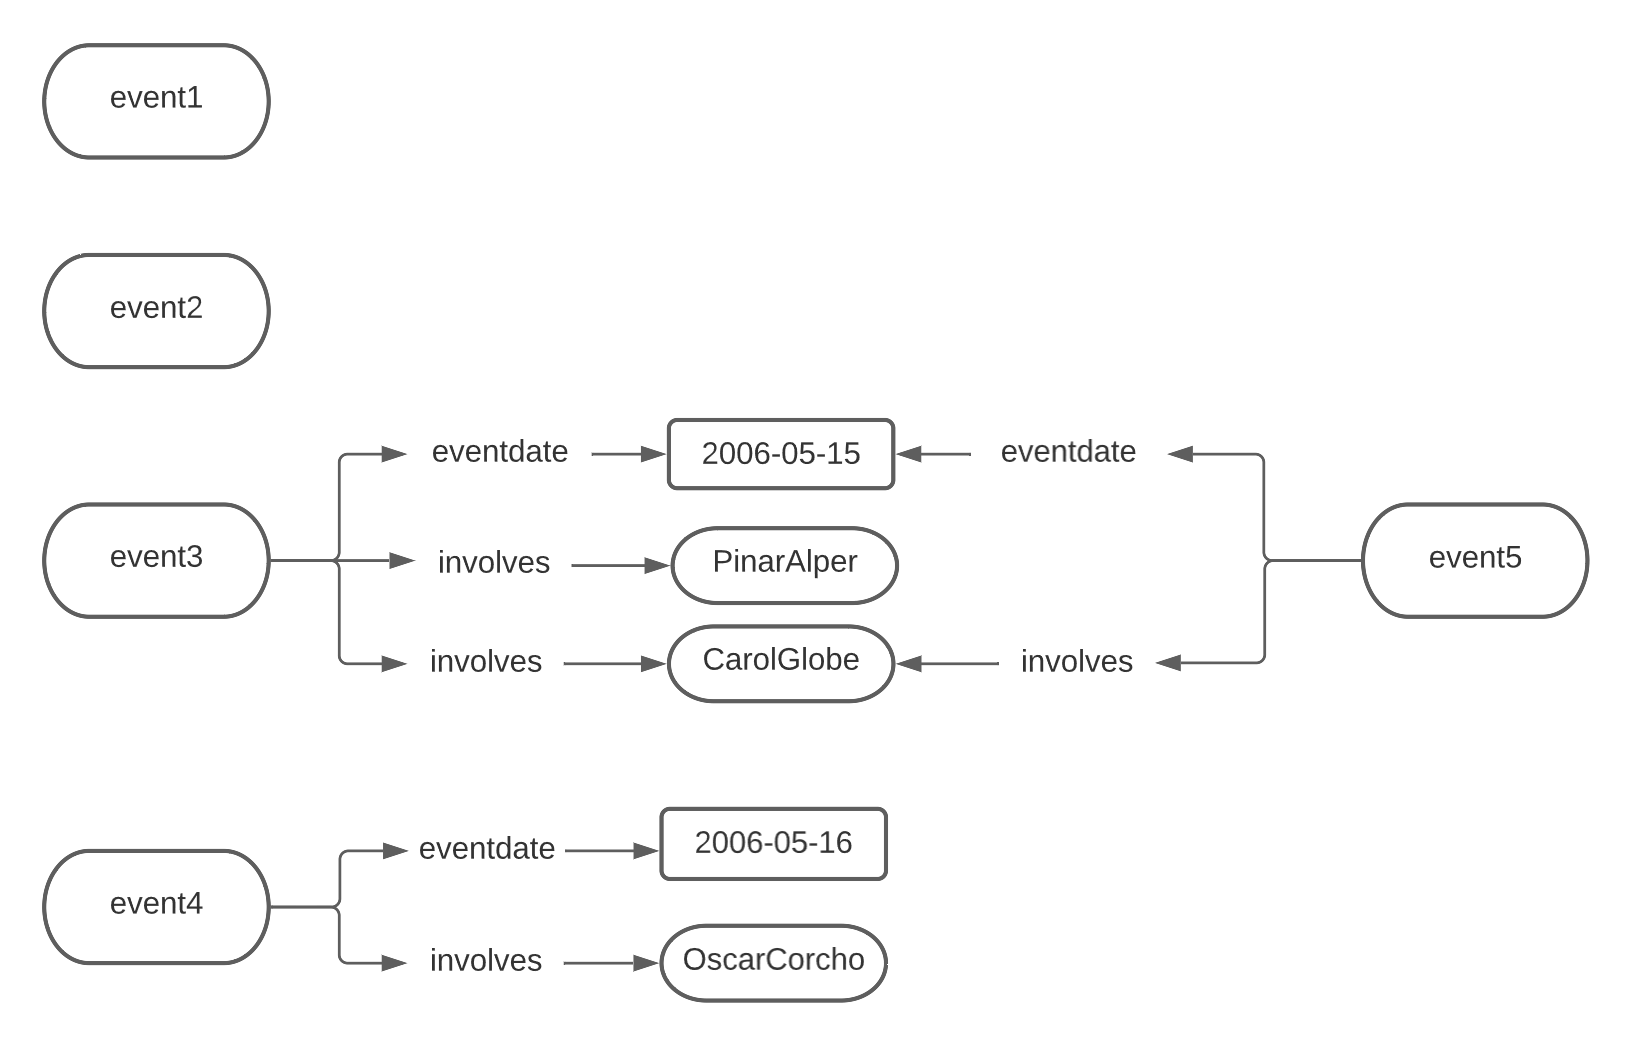 event1
event2
eventdate
2006-05-15
eventdate
event3
involves
PinarAlper
event5
involves
CarolGlobe
involves
eventdate
2006-05-16
event4
involves
OscarCorcho